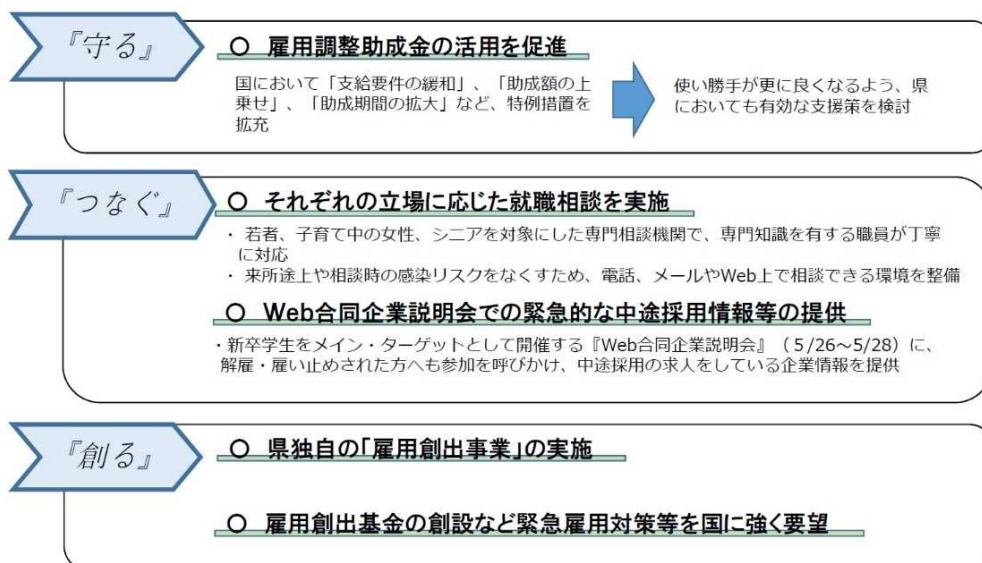 『守る』
○ 雇用調整助成金の活用を促進
国において「支給要件の緩和」、「助成額の上
乗せ」、「助成期間の拡大」など、特例措置を
拡充
使い勝手が更に良くなるよう、県
においても有効な支援策を検討
『つなぐ』
○ それぞれの立場に応じた就職相談を実施
・ 若者、子育て中の女性、シニアを対象にした専門相談機関で、専門知識を有する職員が丁寧
に対応
・ 来所途上や相談時の感染リスクをなくすため、電話、メールやWeb上で相談できる環境を整備
○ Web合同企業説明会での緊急的な中途採用情報等の提供
・新卒学生をメイン・ターゲットとして開催する『Web合同企業説明会』（５/26～５/28）に、
解雇・雇い止めされた方へも参加を呼びかけ、中途採用の求人をしている企業情報を提供
『創る』
○ 県独自の「雇用創出事業」の実施
○ 雇用創出基金の創設など緊急雇用対策等を国に強く要望